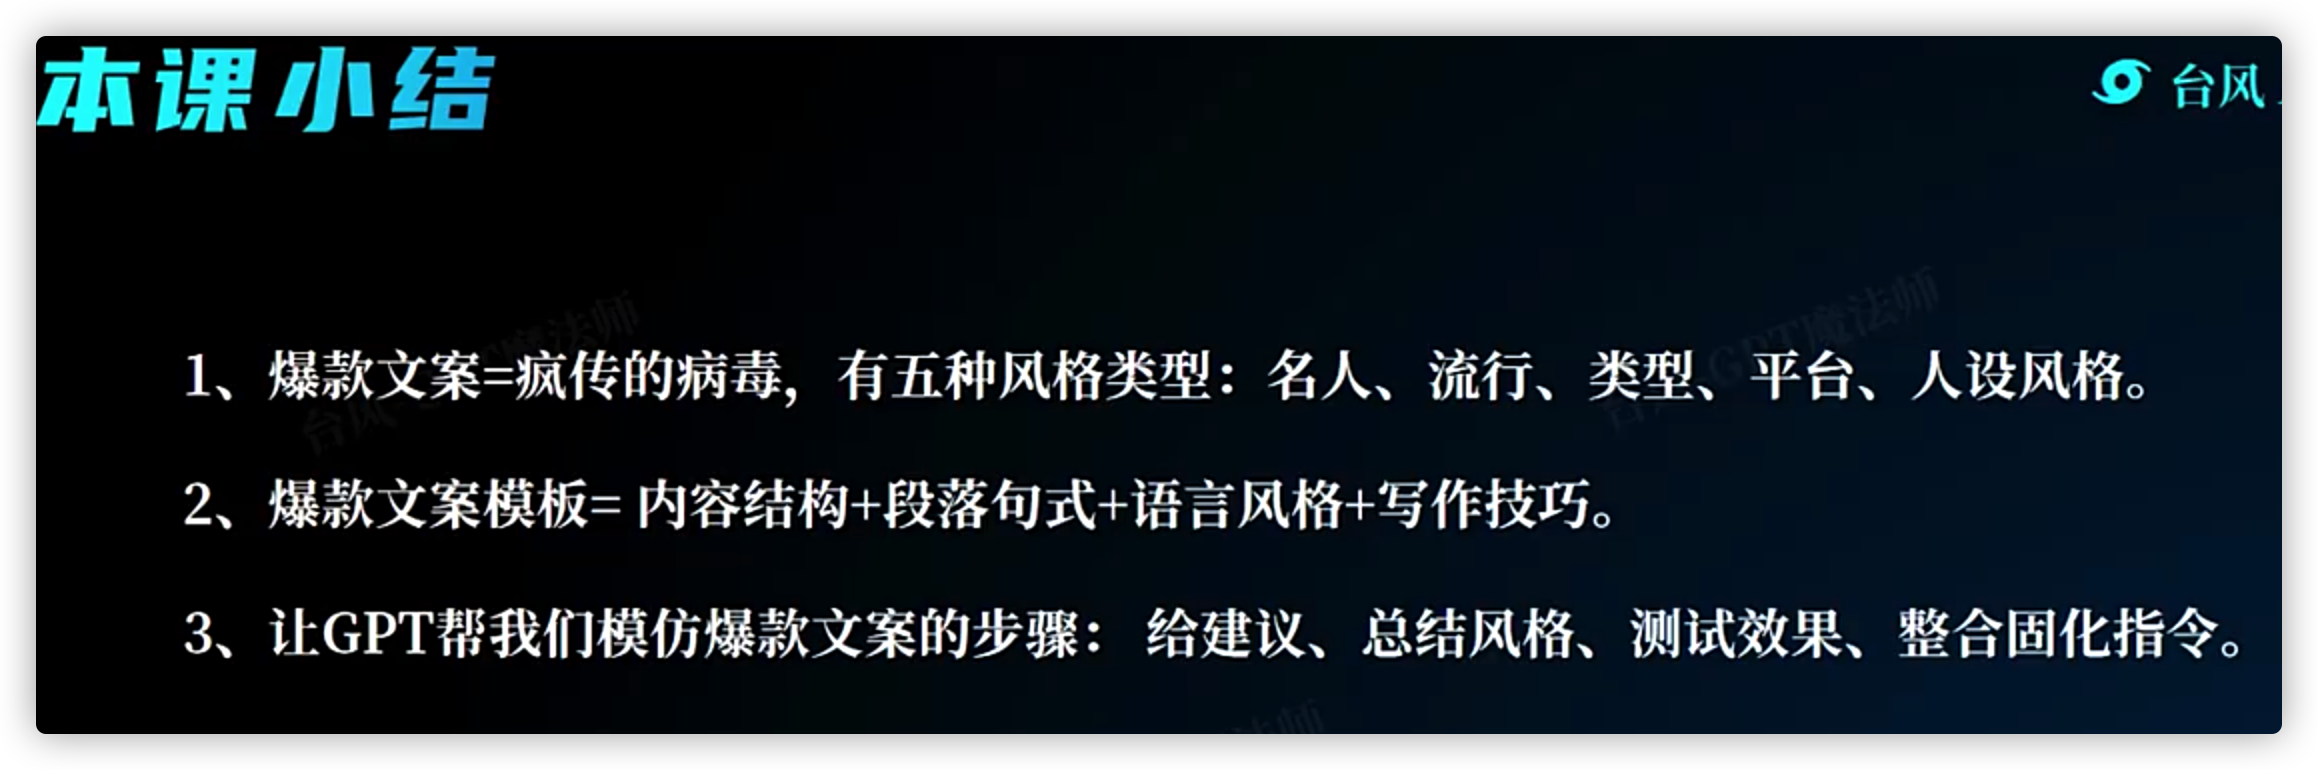 本课小结
台风
1、爆款文案=疯传的病毒，有五种风格类型：名人、流行、类型、平台、人设风格。
2、爆款文案模板= 内容结构+段落句式+语言风格+写作技巧。
3、让GPT帮我们模仿爆款文案的步骤： 给建议、总结风格、测试效果、整合固化指令。